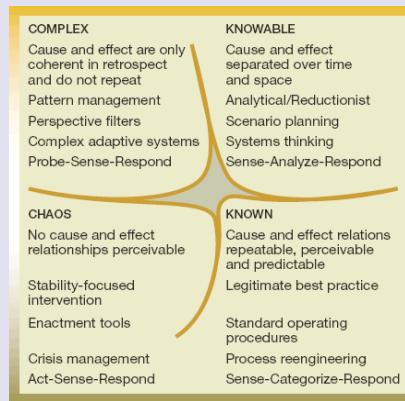 COMPLEX
Cause and effect are only
coherent in retrospect
and do not repeat
Pattern management
Perspective filters
Complex adaptive systems
Probe-Sense-Respond
KNOWABLE
Cause and effect
separated over time
and space
Analytical/Reductionist
Scenario planning
Systems thinking
Sense-Analyze-Respond
CHAOS
No cause and effect
relationships perceivable
Stability-focused
intervention
Enactment tools
Crisis management
Act-Sense-Respond
KNOWN
Cause and effect relations
repeatable, perceivable
and predictable
Legitimate best practice
Standard operating
procedures
Process reengineering
Sense-Categorize-Respond